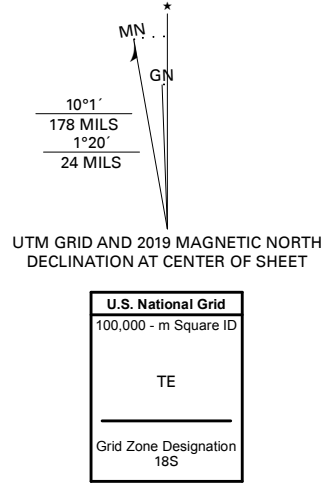 ★
MN
GN
10°1´
178 MILS
1°20´
24 MILS
UTM GRID AND 2019 MAGNETIC NORTH
DECLINATION AT CENTER OF SHEET
U.S. National Grid
100,000 - m Square ID
TE
Grid Zone Designation
18S